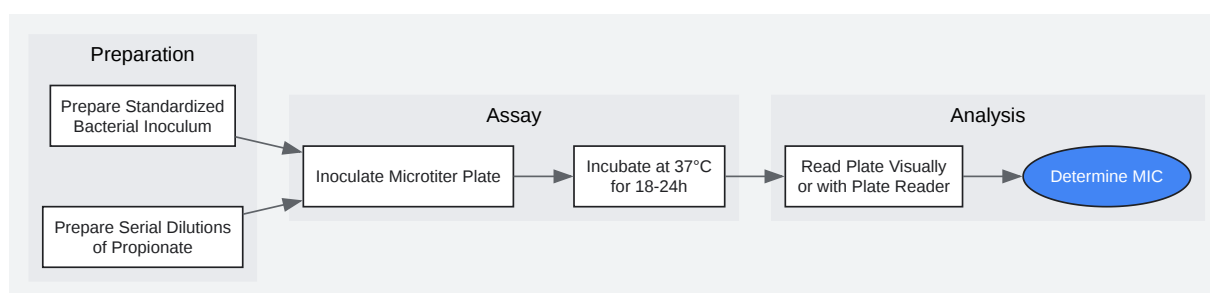 Preparation
Prepare Standardized
Bacterial Inoculum
Prepare Serial Dilutions
of Propionate
Assay
Inoculate Microtiter Plate
Incubate at 37°C
for 18-24h
Analysis
Read Plate Visually
or with Plate Reader
Determine MIC